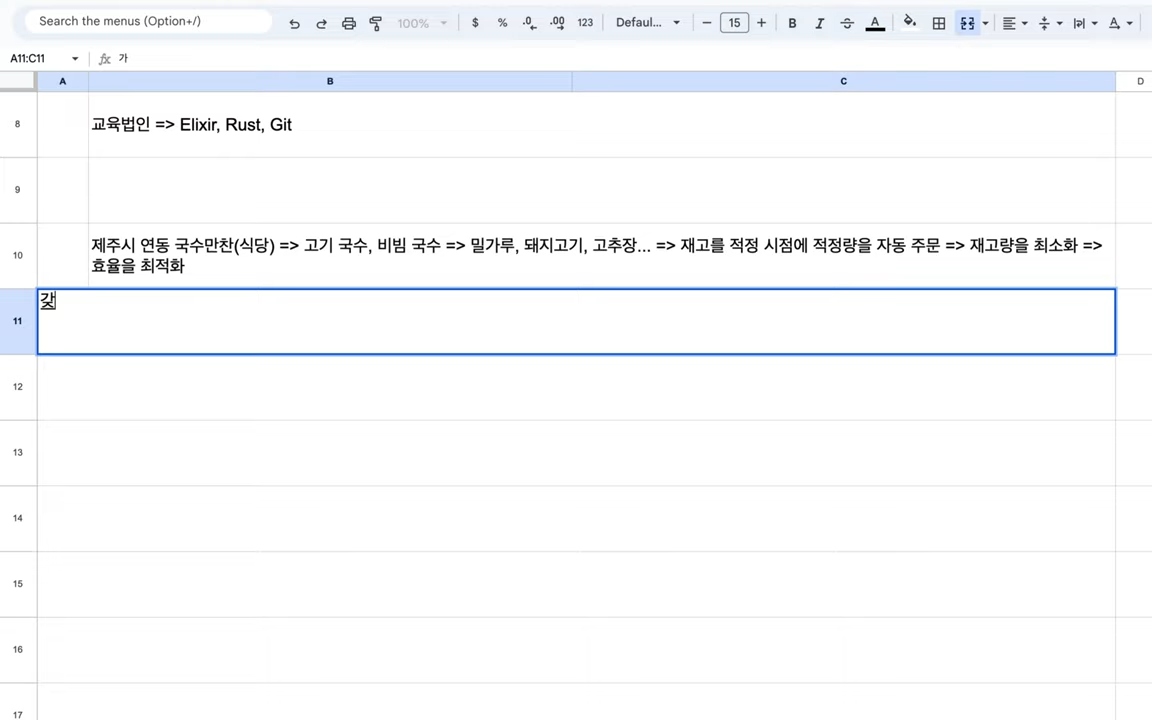 Search the menus (Option+/) 100% $ % .0 .00 123 Defaul... − 15 + B I A
A11:C11 fx 가
A B C D
8 교육법인 => Elixir, Rust, Git
9
10 제주시 연동 국수만찬(식당) => 고기 국수, 비빔 국수 => 밀가루, 돼지고기, 고추장... => 재고를 적정 시점에 적정량을 자동 주문 => 재고량을 최소화 =>
효율을 최적화
11 갖
12
13
14
15
16
17